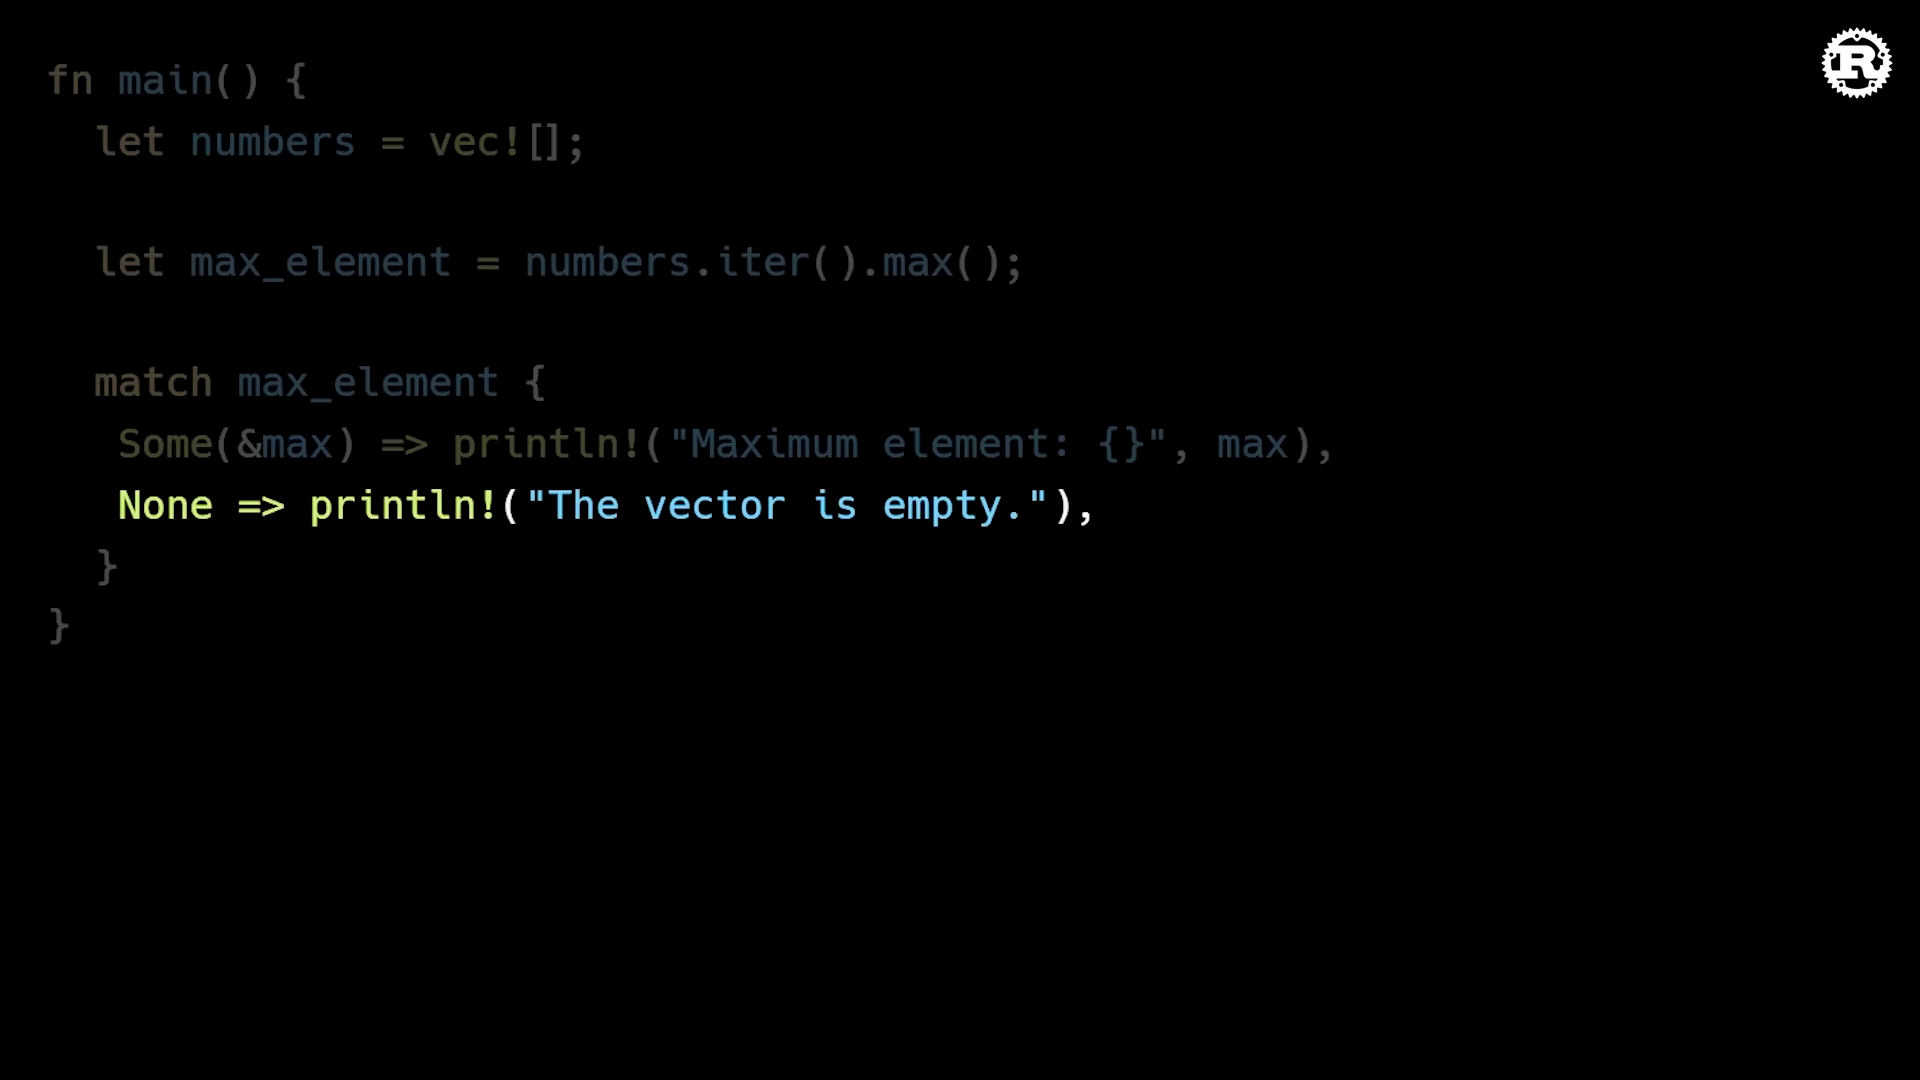 fn main() {
let numbers = vec![];
let max_element = numbers.iter().max();
match max_element {
Some(&max) => println!("Maximum element: {}", max),
None => println!("The vector is empty."),
}
}
R